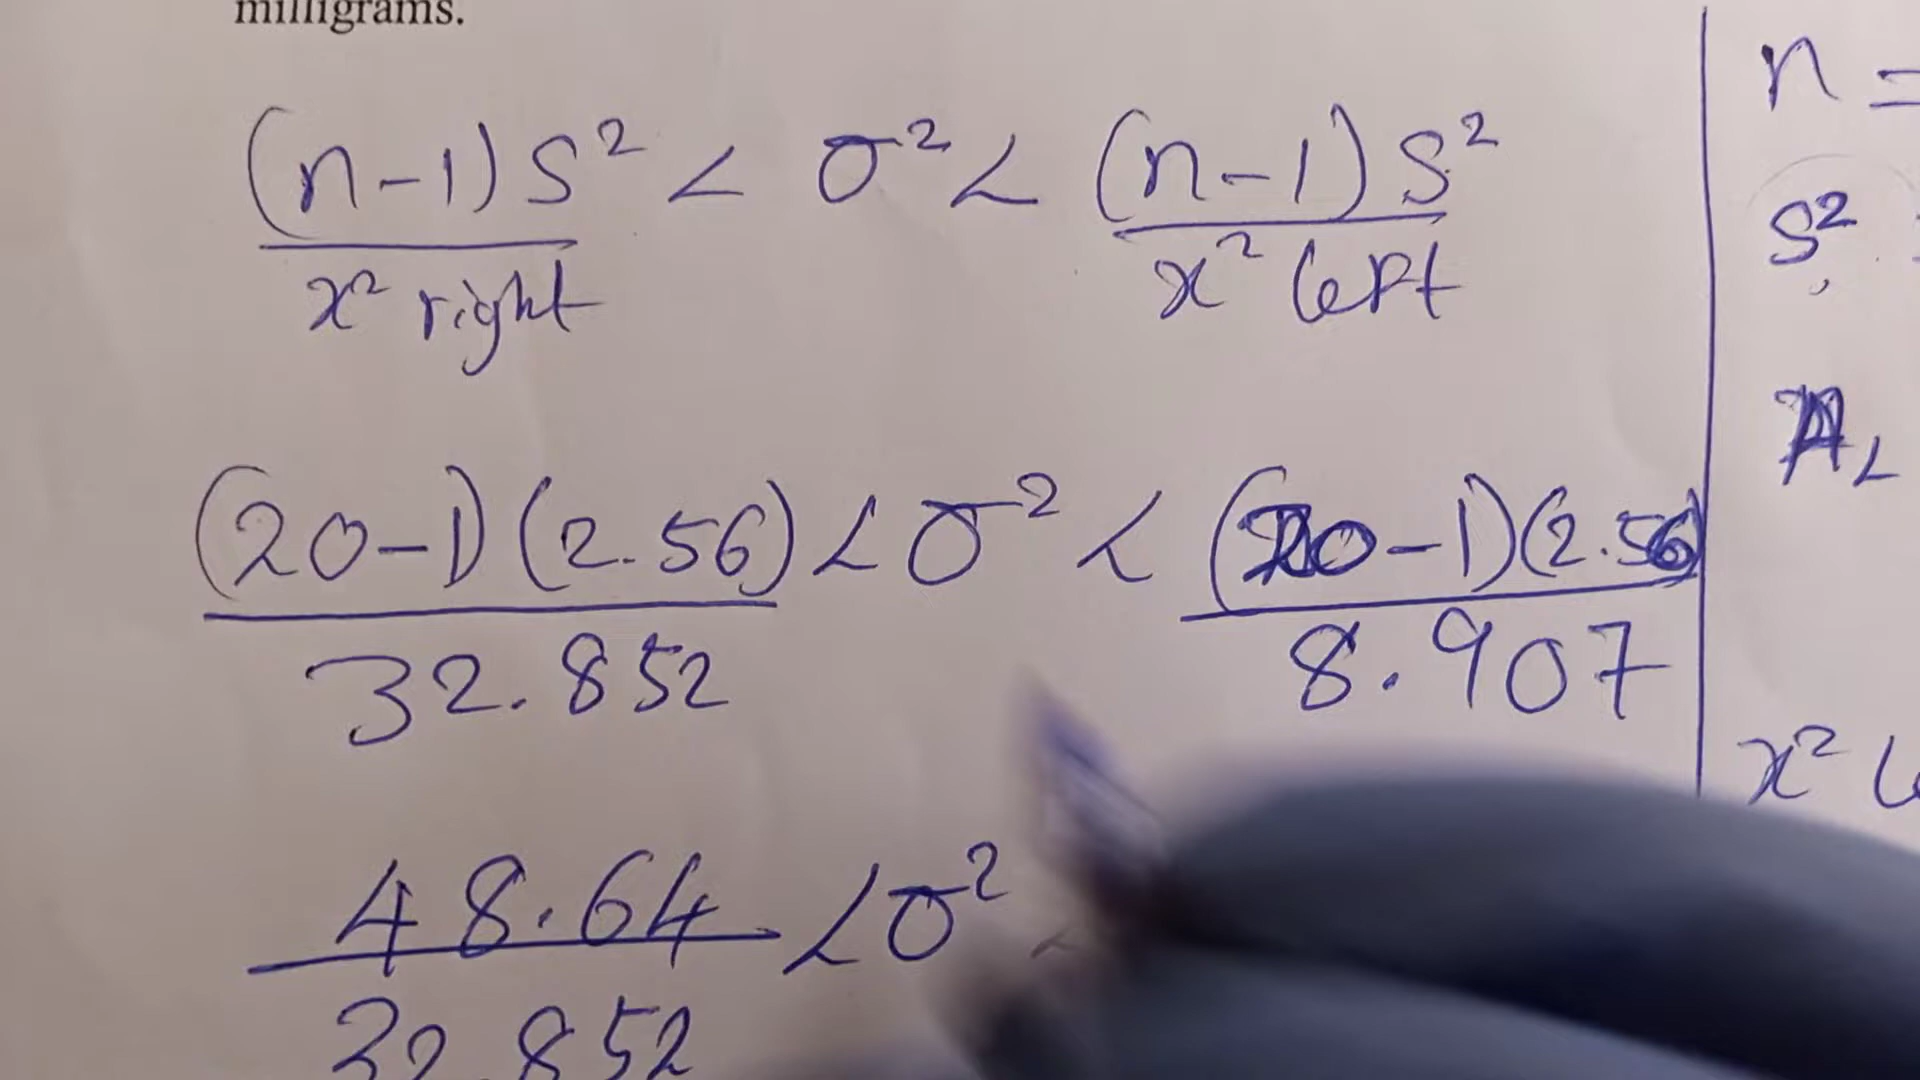 milligrams.
(n-1)S² < σ² < (n-1)S²
x² right x² left
(20-1)(2.56) < σ² < (20-1)(2.56)
32.852 8.907
48.64 < σ² <
32.852
n =
S²
x²